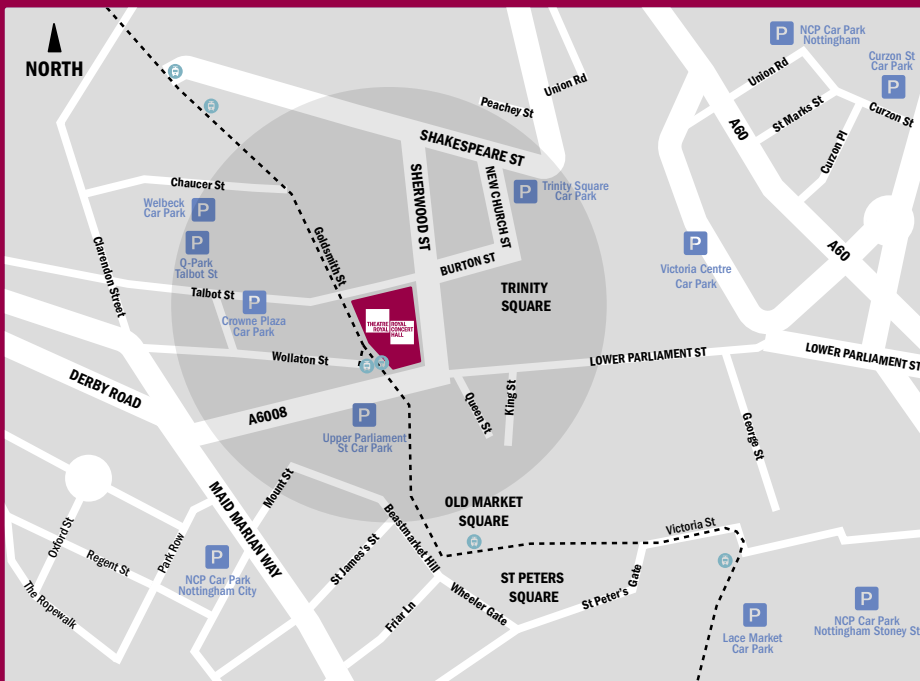 NORTH
P
NCP Car Park
Nottingham
Curzon St
Car Park
P
Union Rd
Union Rd
Peachey St
St Marks St
Curzon St
A60
Curzon Pl
SHAKESPEARE ST
SHERWOOD ST
NEW CHURCH ST
P
Trinity Square
Car Park
Chaucer St
Welbeck
Car Park
P
Goldsmith St
Clarendon Street
P
Q-Park
Talbot St
BURTON ST
P
Victoria Centre
Car Park
A60
TRINITY
SQUARE
Talbot St
P
Crowne Plaza
Car Park
THEATRE
ROYAL
ROYAL
CONCERT
HALL
Wollaton St
LOWER PARLIAMENT ST
LOWER PARLIAMENT ST
DERBY ROAD
A6008
P
Upper Parliament
St Car Park
Queen St
King St
George St
MAID MARIAN WAY
Mount St
Beastmarket Hill
OLD MARKET
SQUARE
Victoria St
Oxford St
Regent St
Park Row
The Ropewalk
P
NCP Car Park
Nottingham City
St James's St
Friar Ln
Wheeler Gate
ST PETERS
SQUARE
St Peter's Gate
P
Lace Market
Car Park
P
NCP Car Park
Nottingham Stoney St